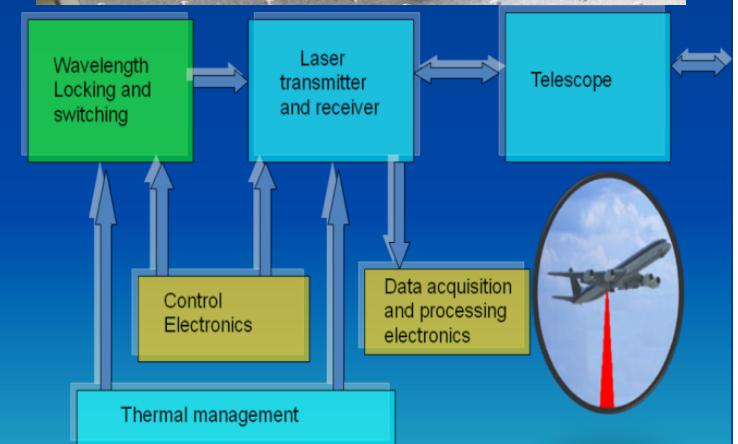 Wavelength
Locking and
switching
Laser
transmitter
and receiver
Telescope
Control
Electronics
Data acquisition
and processing
electronics
Thermal management